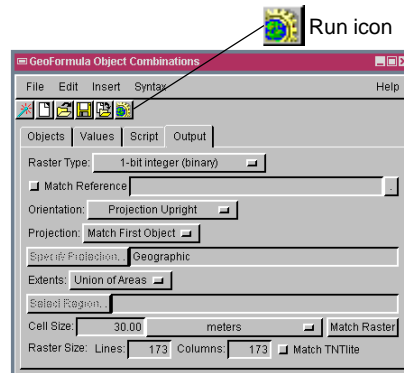 Run icon
GeoFormula Object Combinations
File Edit Insert Syntax Help
Objects Values Script Output
Raster Type: 1-bit integer (binary)
Match Reference
Orientation: Projection Upright
Projection: Match First Object
Specify Projection... Geographic
Extents: Union of Areas
Select Region...
Cell Size: 30.00 meters Match Raster
Raster Size: Lines: 173 Columns: 173 Match TNTlite